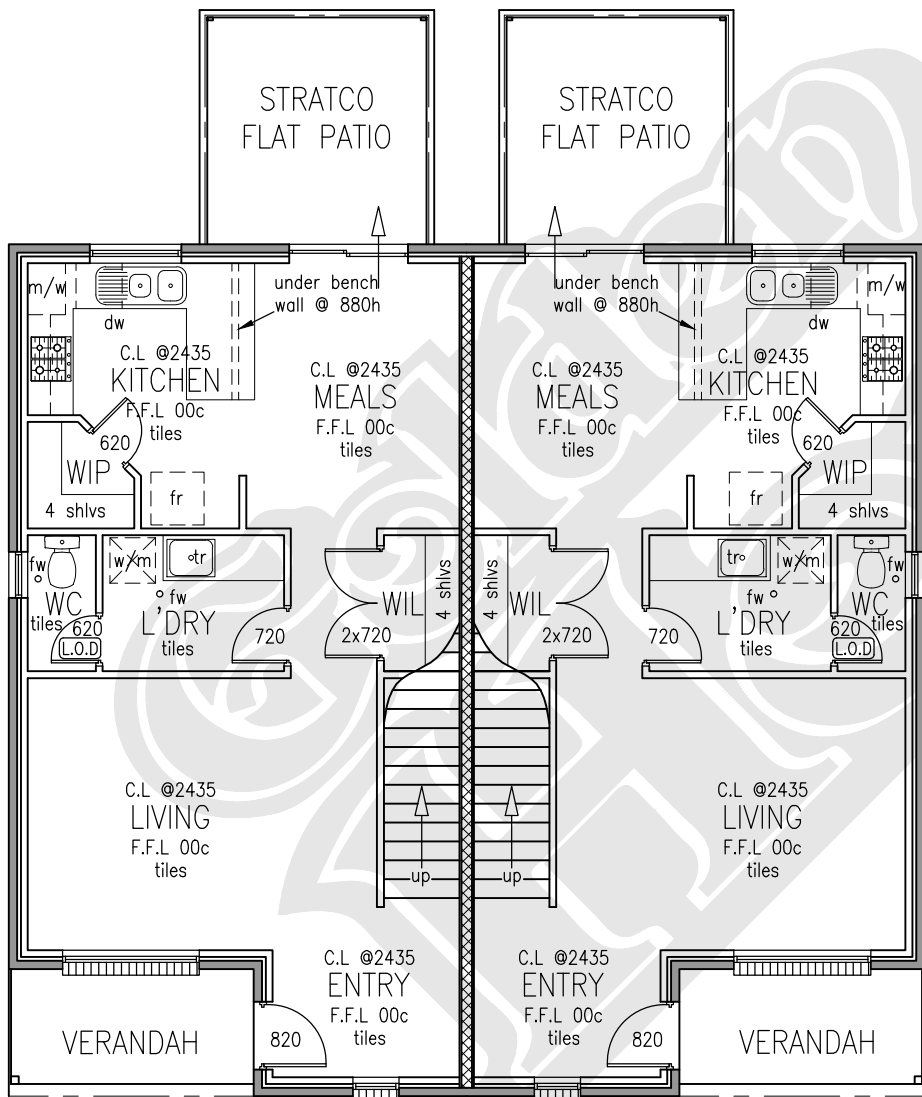 STRATCO
FLAT PATIO
STRATCO
FLAT PATIO
m/w
dw
under bench
wall @ 880h
C.L @2435
KITCHEN
F.F.L 00c
tiles
C.L @2435
MEALS
F.F.L 00c
tiles
620
WIP
4 shlvs
fr
under bench
wall @ 880h
m/w
dw
C.L @2435
MEALS
F.F.L 00c
tiles
C.L @2435
KITCHEN
F.F.L 00c
tiles
620
WIP
4 shlvs
fr
fw
WC
tiles
620
L.O.D
w/m
tr
fw
L'DRY
tiles
720
WIL
2x720
4 shlvs
4 shlvs
WIL
2x720
720
tr
w/m
fw
L'DRY
tiles
fw
WC
tiles
620
L.O.D
C.L @2435
LIVING
F.F.L 00c
tiles
up
up
C.L @2435
LIVING
F.F.L 00c
tiles
C.L @2435
ENTRY
F.F.L 00c
tiles
C.L @2435
ENTRY
F.F.L 00c
tiles
VERANDAH
820
820
VERANDAH
Golden